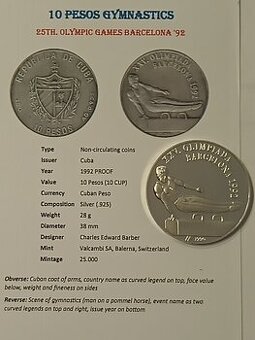 10 PESOS GYMNASTICS
25TH. OLYMPIC GAMES BARCELONA '92
REPUBLICA DE CUBA
10 PESOS
XXV. OLIMPIADA
BARCELONA 1992
Type Non-circulating coins
Issuer Cuba
Year 1992 PROOF
Value 10 Pesos (10 CUP)
Currency Cuban Peso
Composition Silver (.925)
Weight 28 g
Diameter 38 mm
Designer Charles Edward Barber
Mint Valcambi SA, Balerna, Switzerland
Mintage 25.000
XXV. OLIMPIADA
BARCELONA 1992
Obverse: Cuban coat of arms, country name as curved legend on top, face value
below, weight and fineness on sides
Reverse: Scene of gymnastics (man on a pommel horse), event name as two
curved legends on top and right, issue year on bottom